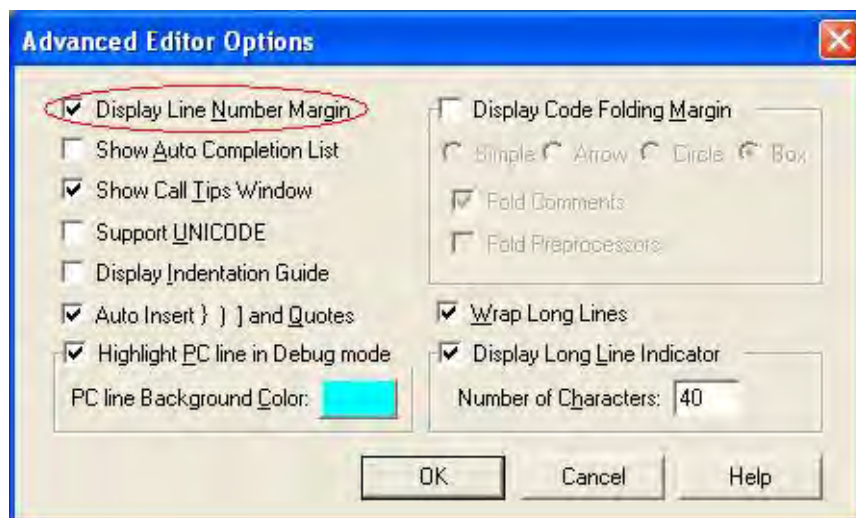 Advanced Editor Options
Display Line Number Margin
Show Auto Completion List
Show Call Tips Window
Support UNICODE
Display Indentation Guide
Auto Insert } ) ] and Quotes
Highlight PC line in Debug mode
PC line Background Color:
Display Code Folding Margin
Simple Arrow Circle Box
Fold Comments
Fold Preprocessors
Wrap Long Lines
Display Long Line Indicator
Number of Characters: 40
OK Cancel Help